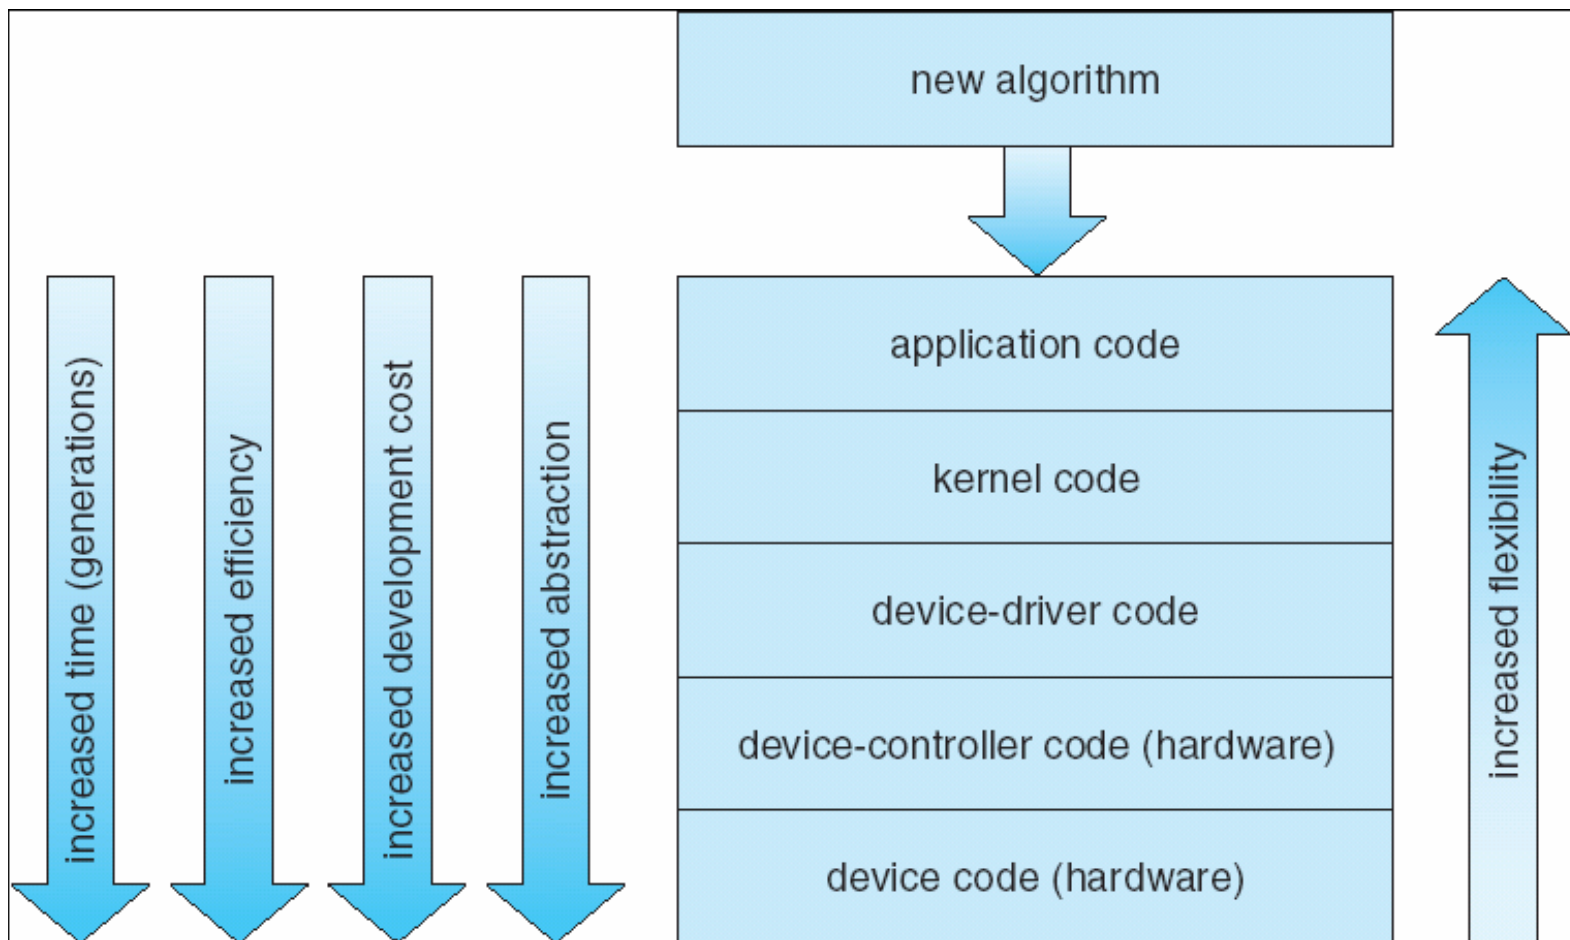 new algorithm
increased time (generations)
increased efficiency
increased development cost
increased abstraction
application code
kernel code
device-driver code
device-controller code (hardware)
device code (hardware)
increased flexibility